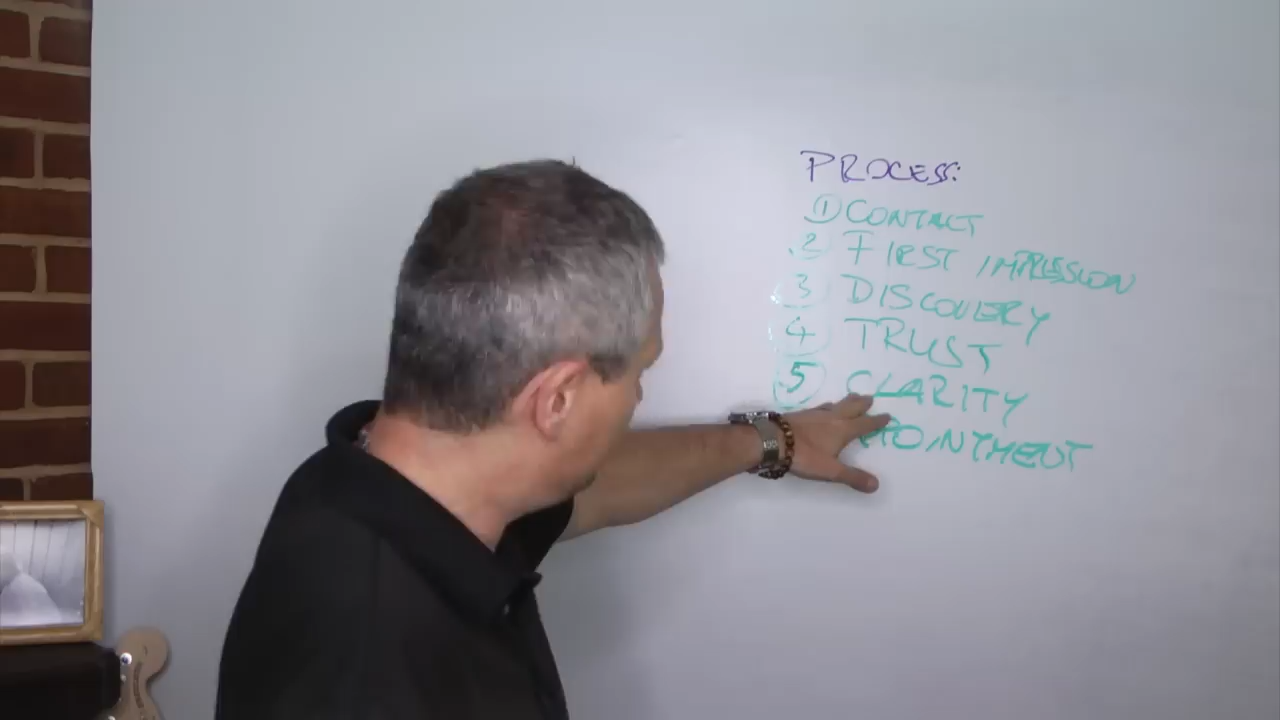 PROCESS:
1 CONTACT
2 FIRST IMPRESSION
3 DISCOVERY
4 TRUST
5 CLARITY